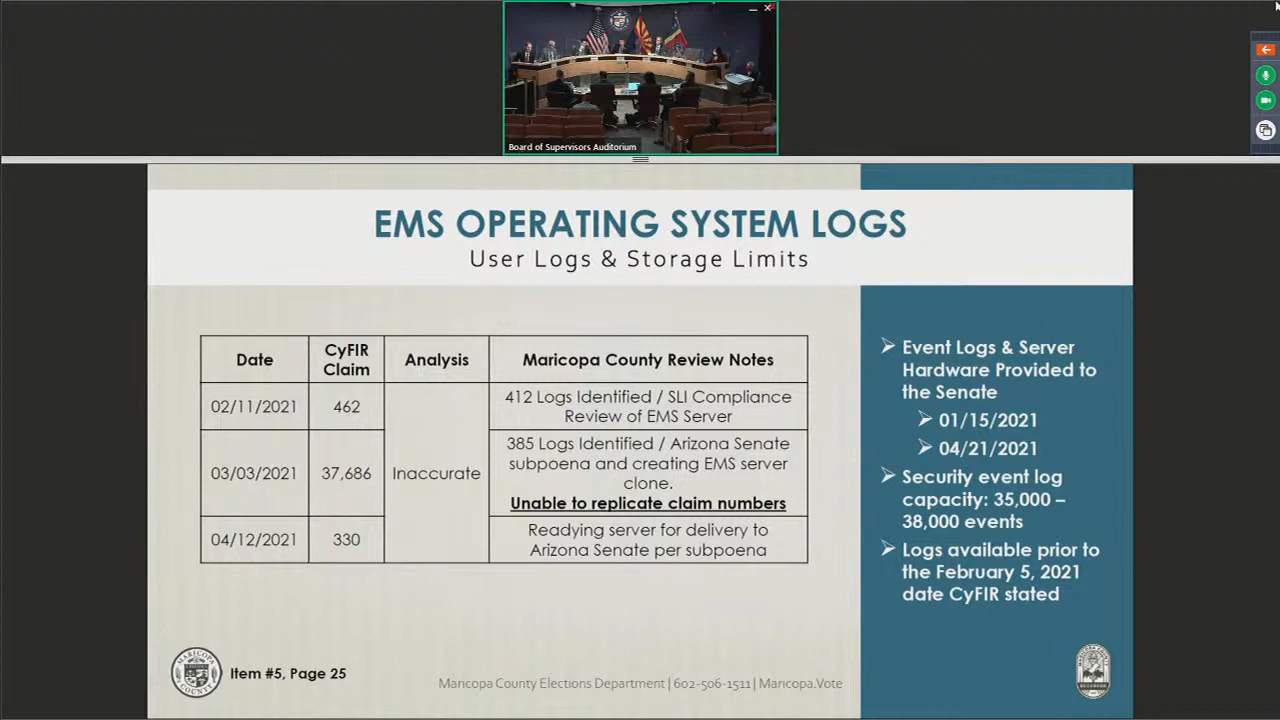 Board of Supervisors Auditorium
EMS OPERATING SYSTEM LOGS
User Logs & Storage Limits
Date
CyFIR
Claim
Analysis
Maricopa County Review Notes
02/11/2021
462
412 Logs Identified / SLI Compliance
Review of EMS Server
03/03/2021
37,686
Inaccurate
385 Logs Identified / Arizona Senate
subpoena and creating EMS server
clone.
Unable to replicate claim numbers
04/12/2021
330
Readying server for delivery to
Arizona Senate per subpoena
➢ Event Logs & Server
Hardware Provided to
the Senate
➢ 01/15/2021
➢ 04/21/2021
➢ Security event log
capacity: 35,000 –
38,000 events
➢ Logs available prior to
the February 5, 2021
date CyFIR stated
MARICOPA
COUNTY
Item #5, Page 25
Maricopa County Elections Department | 602-506-1511| Maricopa.Vote